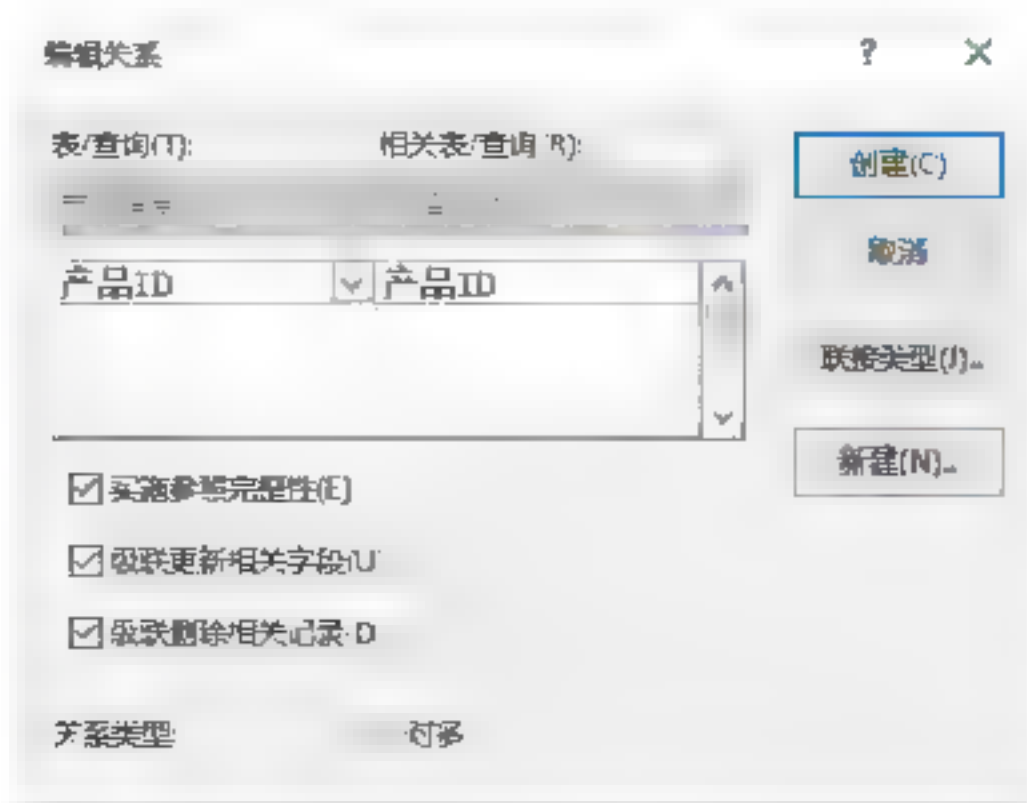 编辑关系
表/查询(T): 相关表/查询(R):
创建(C)
取消
产品ID 产品ID
联接类型(J)..
新建(N)..
实施参照完整性(E)
级联更新相关字段(U
级联删除相关记录(D
关系类型: 对多